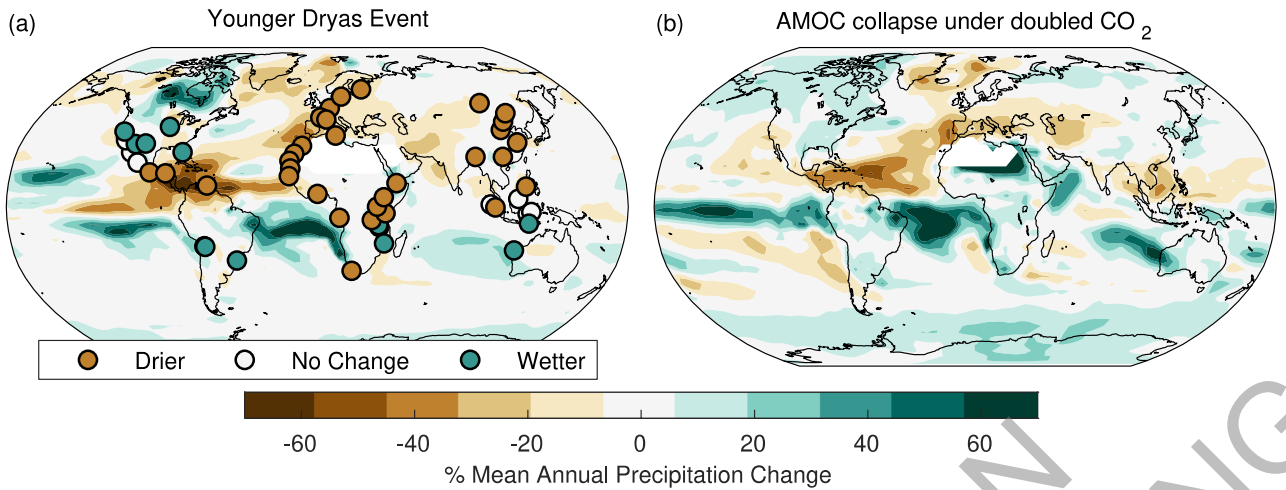 (a)
Younger Dryas Event
(b)
AMOC collapse under doubled CO 2
Drier
No Change
Wetter
-60
-40
-20
0
20
40
60
% Mean Annual Precipitation Change